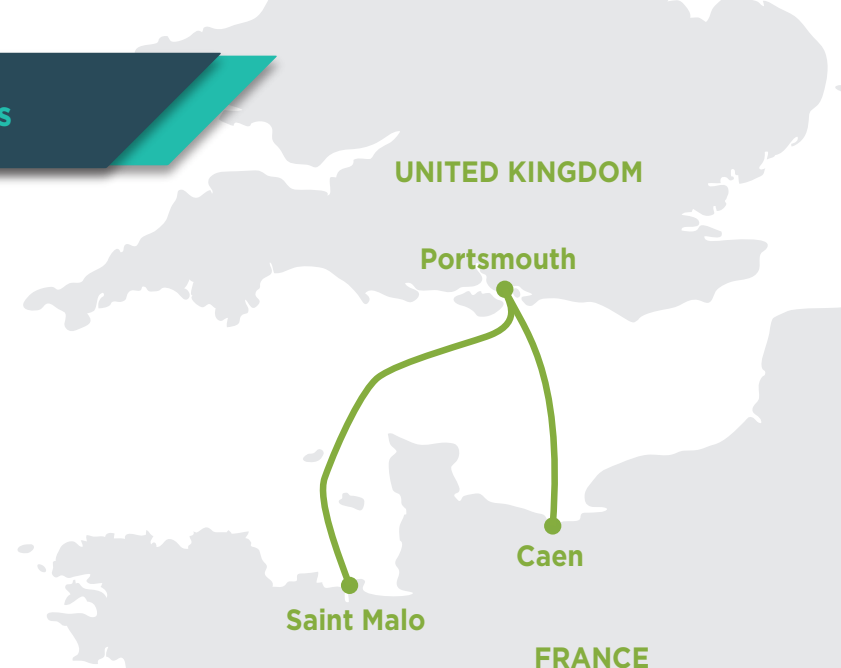 s
UNITED KINGDOM
Portsmouth
Caen
Saint Malo
FRANCE